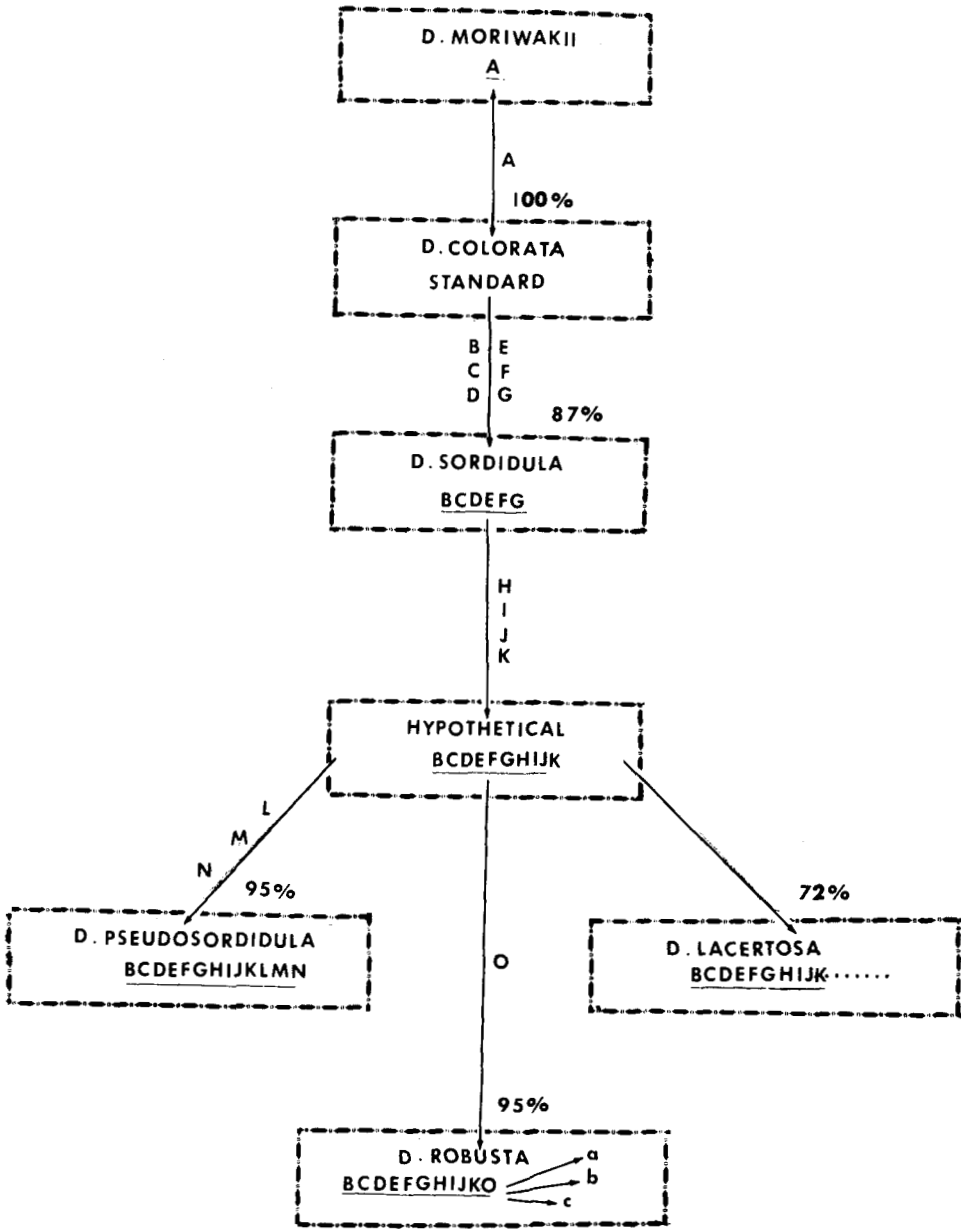 D. MORIWAKII
A
A
100%
D. COLORATA
STANDARD
B E
C F
D G
87%
D. SORDIDULA
BCDEFG
H
I
J
K
HYPOTHETICAL
BCDEFGHIJK
L
M
N
95%
72%
D. PSEUDOSORDIDULA
BCDEFGHIJKLMN
O
D. LACERTOSA
BCDEFGHIJK.......
95%
D. ROBUSTA
BCDEFGHIJKO
a
b
c